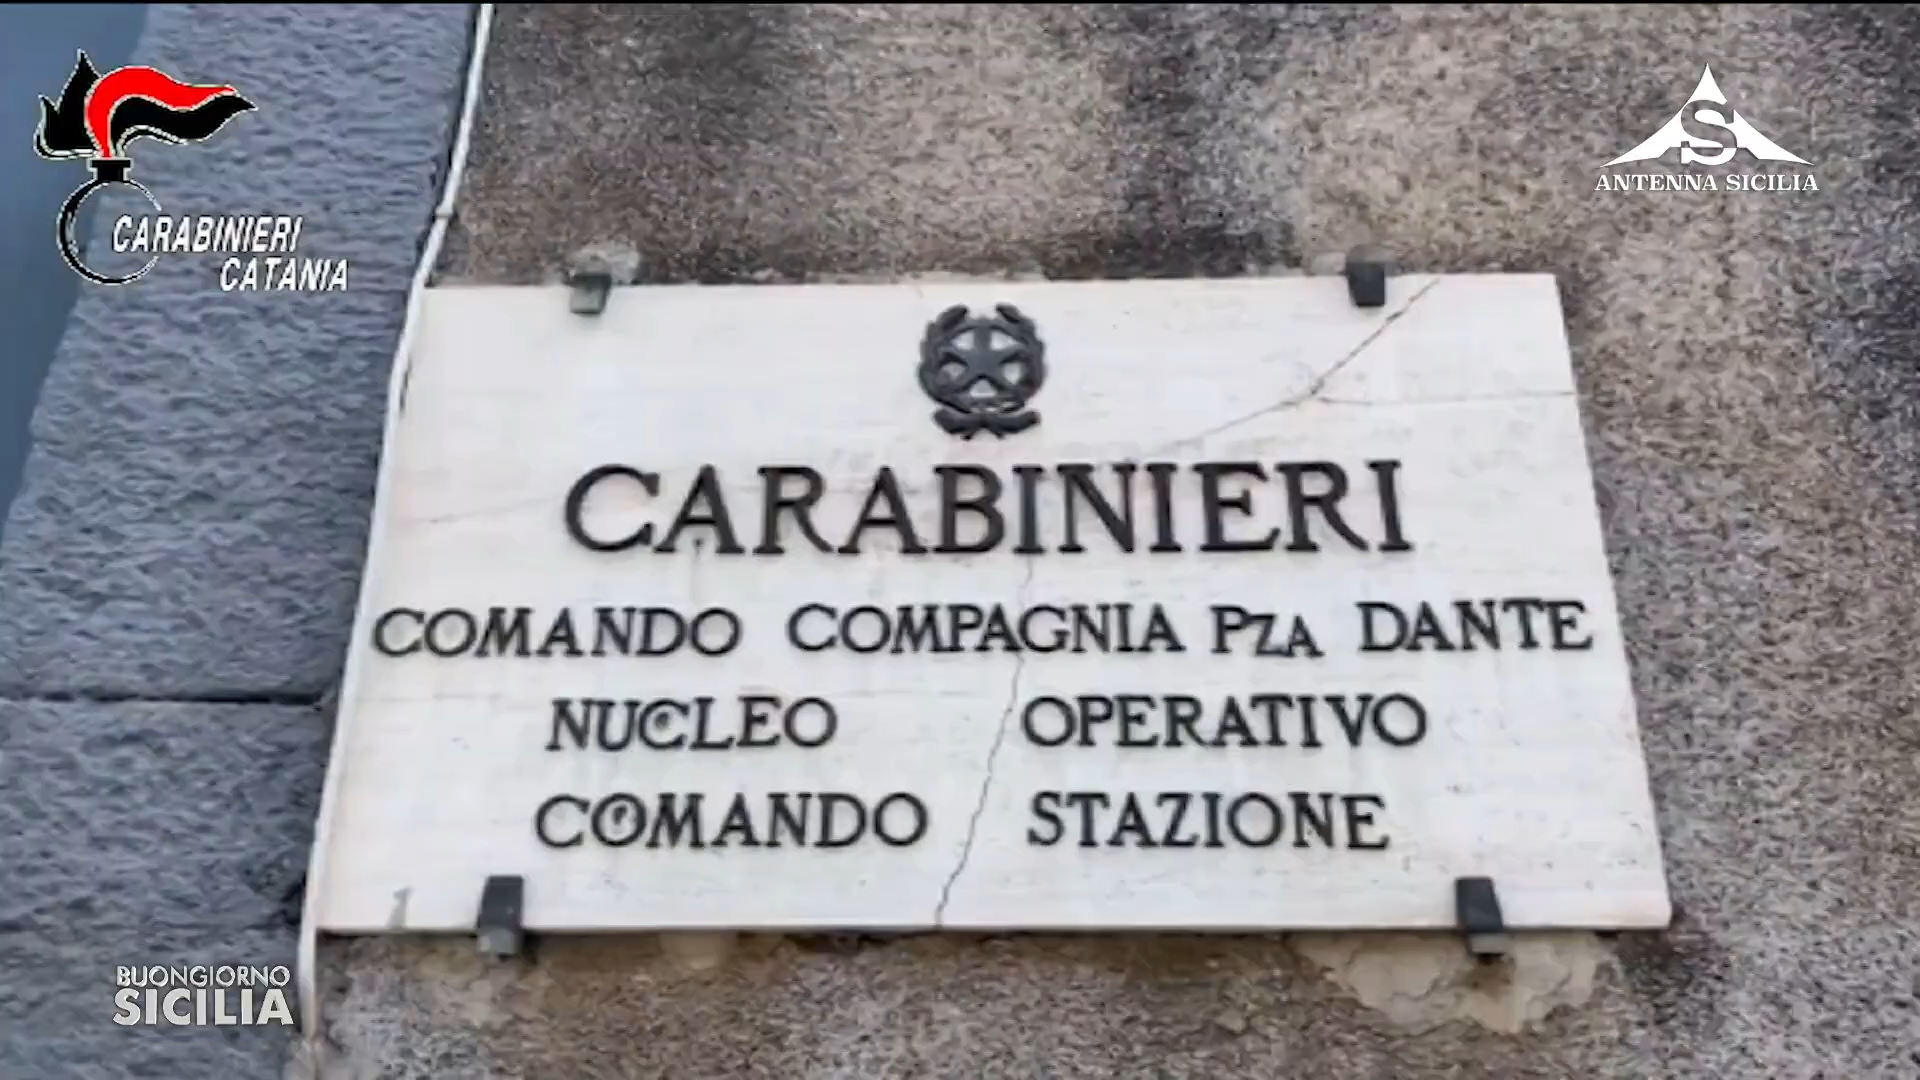 CARABINIERI
CATANIA
S
ANTENNA SICILIA
CARABINIERI
COMANDO COMPAGNIA PZA DANTE
NUCLEO OPERATIVO
COMANDO STAZIONE
BUONGIORNO
SICILIA